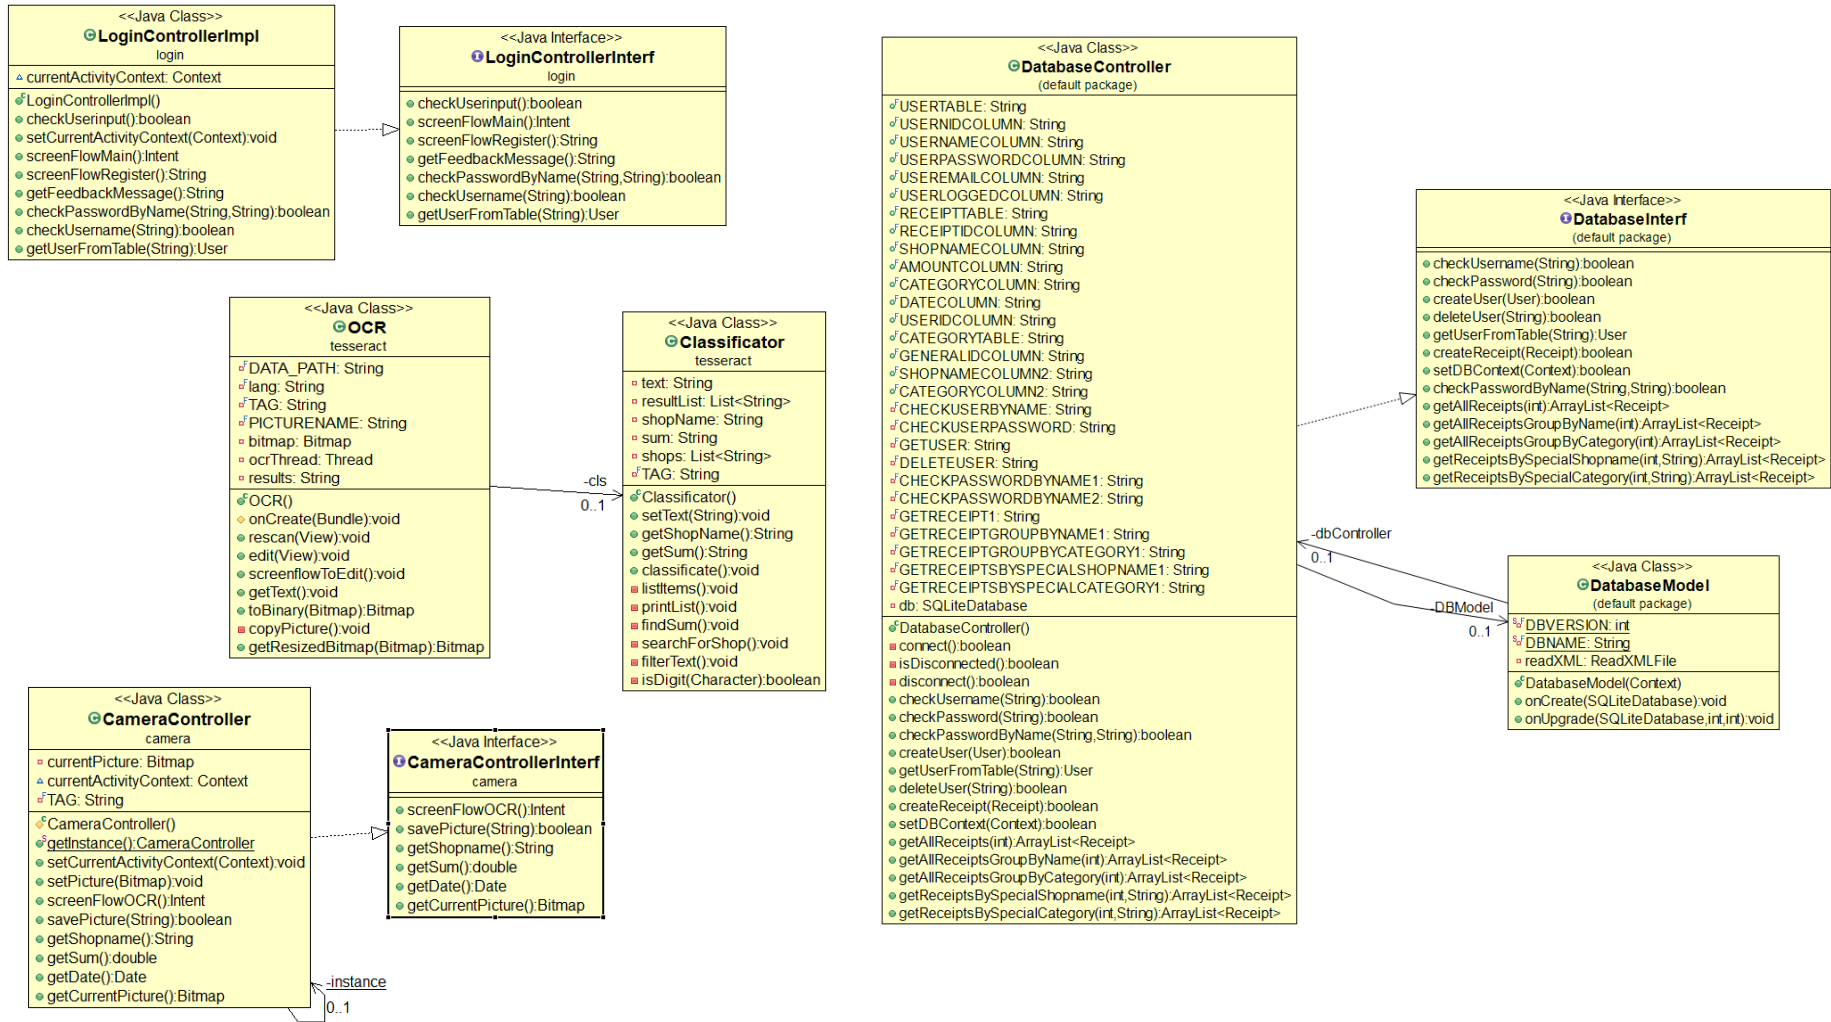 <<Java Class>>
LoginControllerImpl
login
currentActivityContext: Context
LoginControllerImpl()
checkUserinput():boolean
setCurrentActivityContext(Context):void
screenFlowMain():Intent
screenFlowRegister():String
getFeedbackMessage():String
checkPasswordByName(String,String):boolean
checkUsername(String):boolean
getUserFromTable(String):User
<<Java Interface>>
LoginControllerInterf
login
checkUserinput():boolean
screenFlowMain():Intent
screenFlowRegister():String
getFeedbackMessage():String
checkPasswordByName(String,String):boolean
checkUsername(String):boolean
getUserFromTable(String):User
<<Java Class>>
OCR
tesseract
DATA_PATH: String
lang: String
TAG: String
PICTURENAME: String
bitmap: Bitmap
ocrThread: Thread
results: String
OCR()
onCreate(Bundle):void
rescan(View):void
edit(View):void
screenflowToEdit():void
getText():void
toBinary(Bitmap):Bitmap
copyPicture():void
getResizedBitmap(Bitmap):Bitmap
-cls
0..1
<<Java Class>>
Classificator
tesseract
text: String
resultList: List<String>
shopName: String
sum: String
shops: List<String>
TAG: String
Classificator()
setText(String):void
getShopName():String
getSum():String
classificate():void
listItems():void
printList():void
findSum():void
searchForShop():void
filterText():void
isDigit(Character):boolean
<<Java Class>>
CameraController
camera
currentPicture: Bitmap
currentActivityContext: Context
TAG: String
CameraController()
getInstance():CameraController
setCurrentActivityContext(Context):void
setPicture(Bitmap):void
screenFlowOCR():Intent
savePicture(String):boolean
getShopname():String
getSum():double
getDate():Date
getCurrentPicture():Bitmap
-instance
0..1
<<Java Interface>>
CameraControllerInterf
camera
screenFlowOCR():Intent
savePicture(String):boolean
getShopname():String
getSum():double
getDate():Date
getCurrentPicture():Bitmap
<<Java Class>>
DatabaseController
(default package)
USERTABLE: String
USERNIDCOLUMN: String
USERNAMECOLUMN: String
USERPASSWORDCOLUMN: String
USEREMAILCOLUMN: String
USERLOGGEDCOLUMN: String
RECEIPTTABLE: String
RECEIPTIDCOLUMN: String
SHOPNAMECOLUMN: String
AMOUNTCOLUMN: String
CATEGORYCOLUMN: String
DATECOLUMN: String
USERIDCOLUMN: String
CATEGORYTABLE: String
GENERALIDCOLUMN: String
SHOPNAMECOLUMN2: String
CATEGORYCOLUMN2: String
CHECKUSERBYNAME: String
CHECKUSERPASSWORD: String
GETUSER: String
DELETEUSER: String
CHECKPASSWORDBYNAME1: String
CHECKPASSWORDBYNAME2: String
GETRECEIPT1: String
GETRECEIPTGROUPBYNAME1: String
GETRECEIPTGROUPBYCATEGORY1: String
GETRECEIPTSBYSPECIALSHOPNAME1: String
GETRECEIPTSBYSPECIALCATEGORY1: String
db: SQLiteDatabase
DatabaseController()
connect():boolean
isDisconnected():boolean
disconnect():boolean
checkUsername(String):boolean
checkPassword(String):boolean
checkPasswordByName(String,String):boolean
createUser(User):boolean
getUserFromTable(String):User
deleteUser(String):boolean
createReceipt(Receipt):boolean
setDBContext(Context):boolean
getAllReceipts(int):ArrayList<Receipt>
getAllReceiptsGroupByName(int):ArrayList<Receipt>
getAllReceiptsGroupByCategory(int):ArrayList<Receipt>
getReceiptsBySpecialShopname(int,String):ArrayList<Receipt>
getReceiptsBySpecialCategory(int,String):ArrayList<Receipt>
<<Java Interface>>
DatabaseInterf
(default package)
checkUsername(String):boolean
checkPassword(String):boolean
createUser(User):boolean
deleteUser(String):boolean
getUserFromTable(String):User
createReceipt(Receipt):boolean
setDBContext(Context):boolean
checkPasswordByName(String,String):boolean
getAllReceipts(int):ArrayList<Receipt>
getAllReceiptsGroupByName(int):ArrayList<Receipt>
getAllReceiptsGroupByCategory(int):ArrayList<Receipt>
getReceiptsBySpecialShopname(int,String):ArrayList<Receipt>
getReceiptsBySpecialCategory(int,String):ArrayList<Receipt>
-dbController
0..1
-DBModel
0..1
<<Java Class>>
DatabaseModel
(default package)
DBVERSION: int
DBNAME: String
readXML: ReadXMLFile
DatabaseModel(Context)
onCreate(SQLiteDatabase):void
onUpgrade(SQLiteDatabase,int,int):void